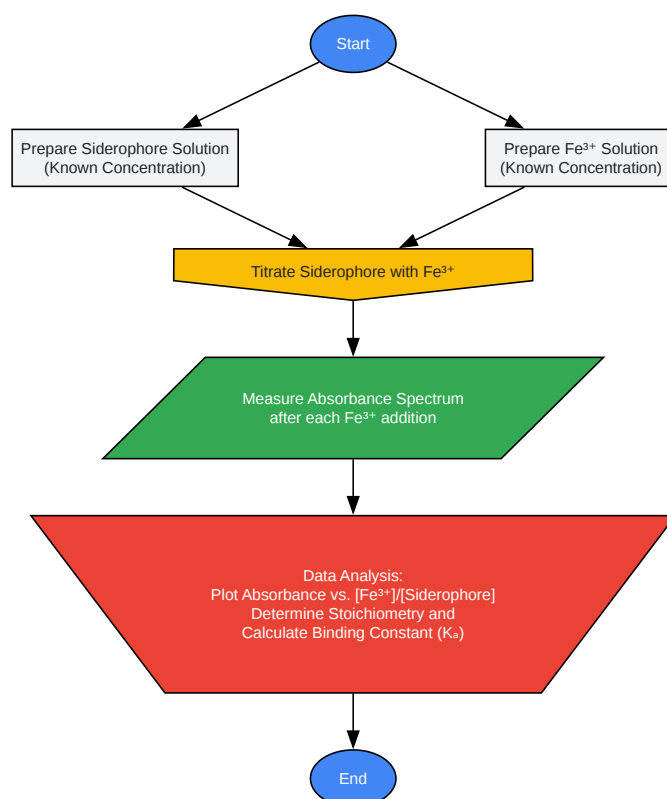 Start
Prepare Siderophore Solution
(Known Concentration)
Prepare Fe³⁺ Solution
(Known Concentration)
Titrate Siderophore with Fe³⁺
Measure Absorbance Spectrum
after each Fe³⁺ addition
Data Analysis:
Plot Absorbance vs. [Fe³⁺]/[Siderophore]
Determine Stoichiometry and
Calculate Binding Constant (Kₐ)
End